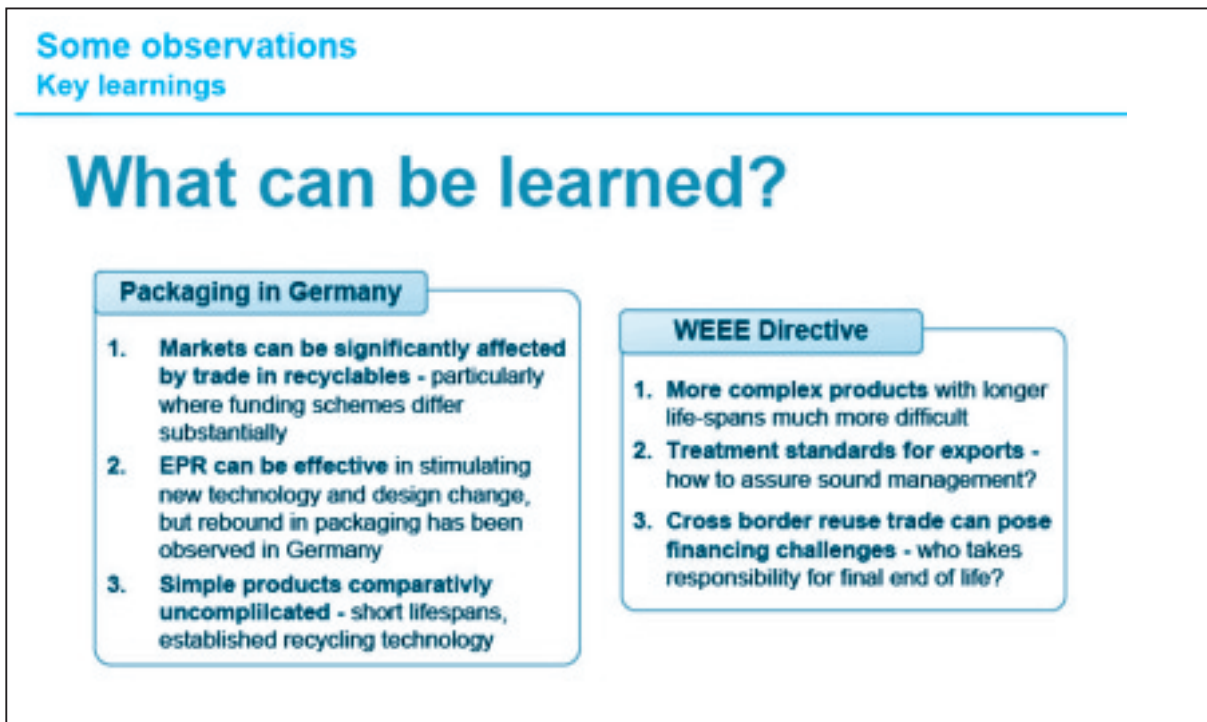 Some observations
Key learnings
What can be learned?
Packaging in Germany
1. Markets can be significantly affected
by trade in recyclables - particularly
where funding schemes differ
substantially
2. EPR can be effective in stimulating
new technology and design change,
but rebound in packaging has been
observed in Germany
3. Simple products comparativly
uncomplilcated - short lifespans,
established recycling technology
WEEE Directive
1. More complex products with longer
life-spans much more difficult
2. Treatment standards for exports -
how to assure sound management?
3. Cross border reuse trade can pose
financing challenges - who takes
responsibility for final end of life?